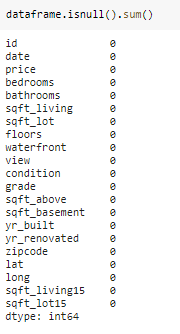 dataframe.isnull().sum()
id 0
date 0
price 0
bedrooms 0
bathrooms 0
sqft_living 0
sqft_lot 0
floors 0
waterfront 0
view 0
condition 0
grade 0
sqft_above 0
sqft_basement 0
yr_built 0
yr_renovated 0
zipcode 0
lat 0
long 0
sqft_living15 0
sqft_lot15 0
dtype: int64